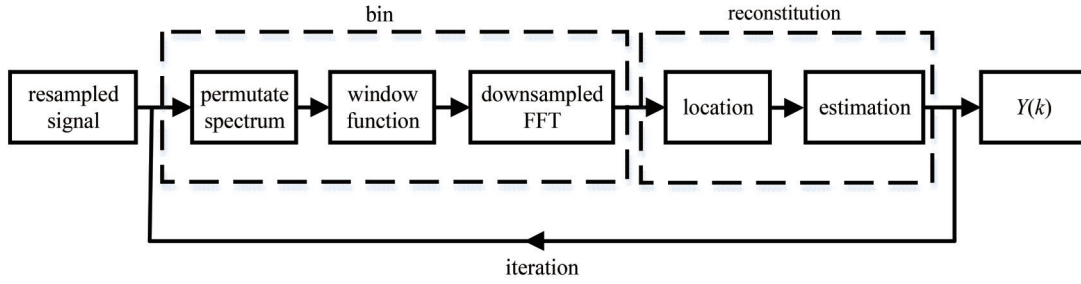 bin
reconstitution
resampled
signal
permutate
spectrum
window
function
downsampled
FFT
location
estimation
Y(k)
iteration